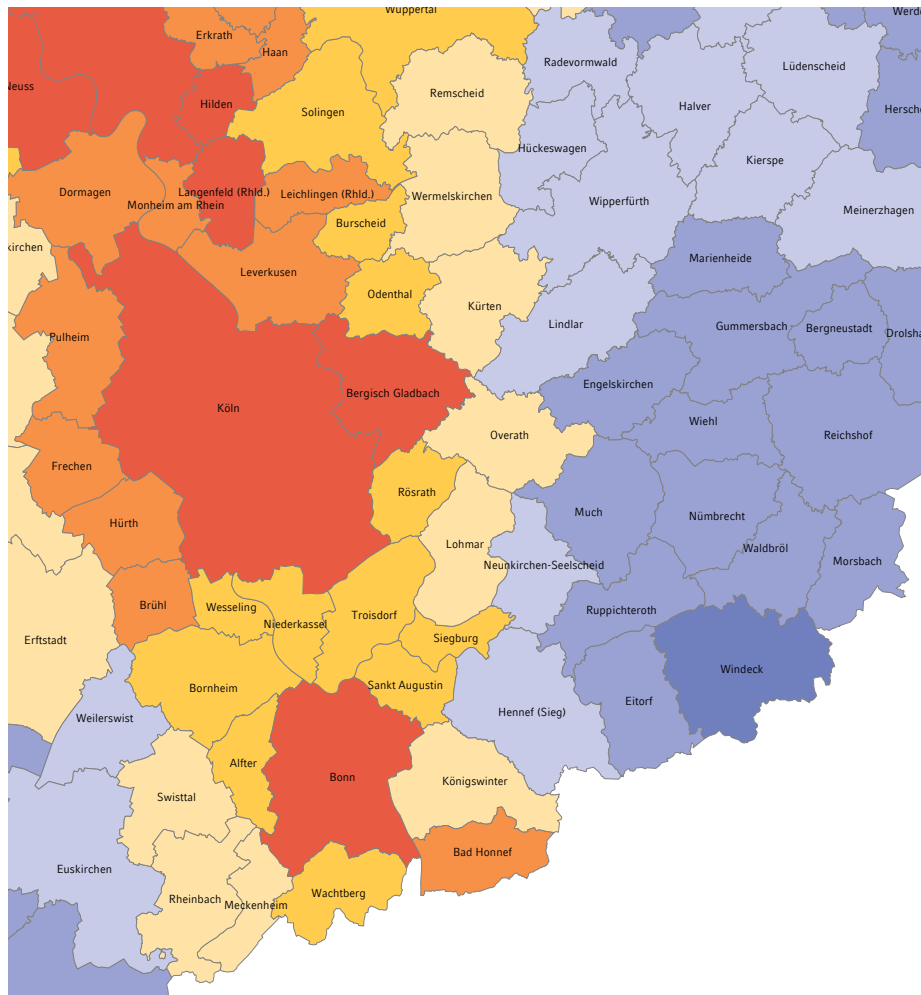 Wuppertal
Werd
Erkrath
Haan
Radevormwald
Lüdenscheid
Neuss
Hilden
Remscheid
Halver
Hersche
Solingen
Hückeswagen
Kierspe
Dormagen
Langenfeld (Rhld.)
Leichlingen (Rhld.)
Wermelskirchen
Wipperfürth
Monheim am Rhein
Meinerzhagen
Burscheid
kirchen
Marienheide
Leverkusen
Odenthal
Kürten
Lindlar
Gummersbach
Bergneustadt
Drolsha
Pulheim
Engelskirchen
Bergisch Gladbach
Köln
Wiehl
Overath
Reichshof
Frechen
Rösrath
Much
Nümbrecht
Hürth
Lohmar
Waldbröl
Neunkirchen-Seelscheid
Morsbach
Brühl
Wesseling
Ruppichteroth
Troisdorf
Niederkassel
Erftstadt
Siegburg
Windeck
Bornheim
Sankt Augustin
Eitorf
Weilerswist
Hennef (Sieg)
Alfter
Bonn
Königswinter
Swisttal
Bad Honnef
Euskirchen
Wachtberg
Rheinbach
Meckenheim